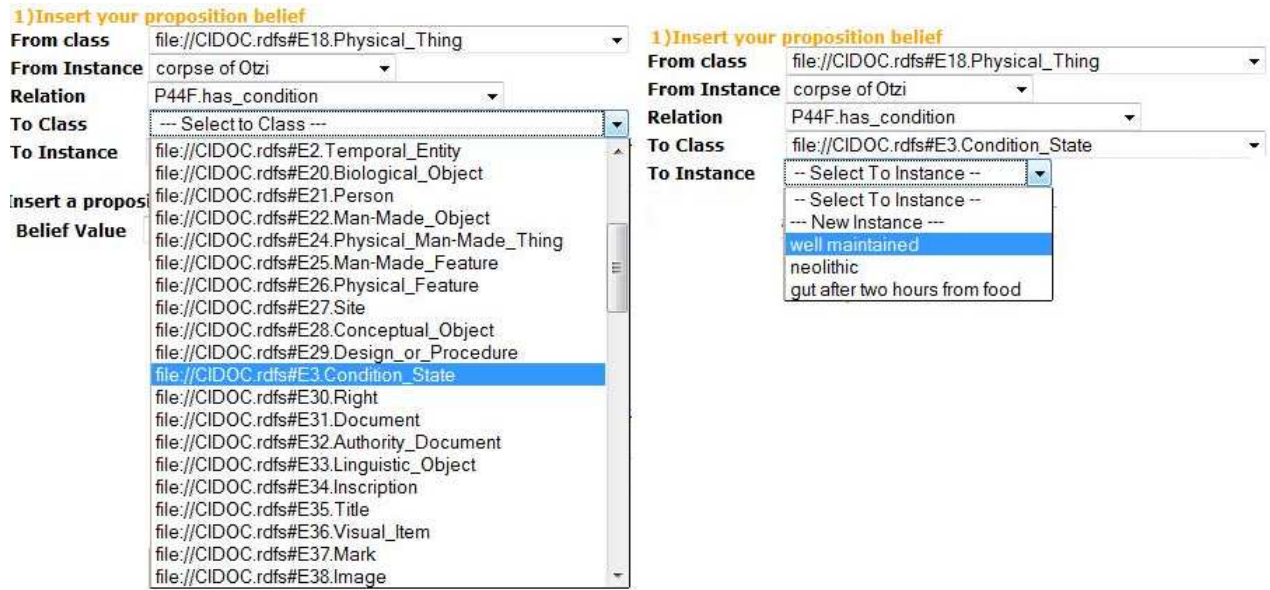 1)Insert your proposition belief
From class file://CIDOC.rdfs#E18.Physical_Thing
From Instance corpse of Otzi
Relation P44F.has_condition
To Class --- Select to Class ---
To Instance
file://CIDOC.rdfs#E2.Temporal_Entity
file://CIDOC.rdfs#E20.Biological_Object
file://CIDOC.rdfs#E21.Person
file://CIDOC.rdfs#E22.Man-Made_Object
file://CIDOC.rdfs#E24.Physical_Man-Made_Thing
file://CIDOC.rdfs#E25.Man-Made_Feature
file://CIDOC.rdfs#E26.Physical_Feature
file://CIDOC.rdfs#E27.Site
file://CIDOC.rdfs#E28.Conceptual_Object
file://CIDOC.rdfs#E29.Design_or_Procedure
file://CIDOC.rdfs#E3.Condition_State
file://CIDOC.rdfs#E30.Right
file://CIDOC.rdfs#E31.Document
file://CIDOC.rdfs#E32.Authority_Document
file://CIDOC.rdfs#E33.Linguistic_Object
file://CIDOC.rdfs#E34.Inscription
file://CIDOC.rdfs#E35.Title
file://CIDOC.rdfs#E36.Visual_Item
file://CIDOC.rdfs#E37.Mark
file://CIDOC.rdfs#E38.Image
Insert a proposi
Belief Value
1)Insert your proposition belief
From class file://CIDOC.rdfs#E18.Physical_Thing
From Instance corpse of Otzi
Relation P44F.has_condition
To Class file://CIDOC.rdfs#E3.Condition_State
To Instance -- Select To Instance --
-- Select To Instance --
--- New Instance ---
well maintained
neolithic
gut after two hours from food